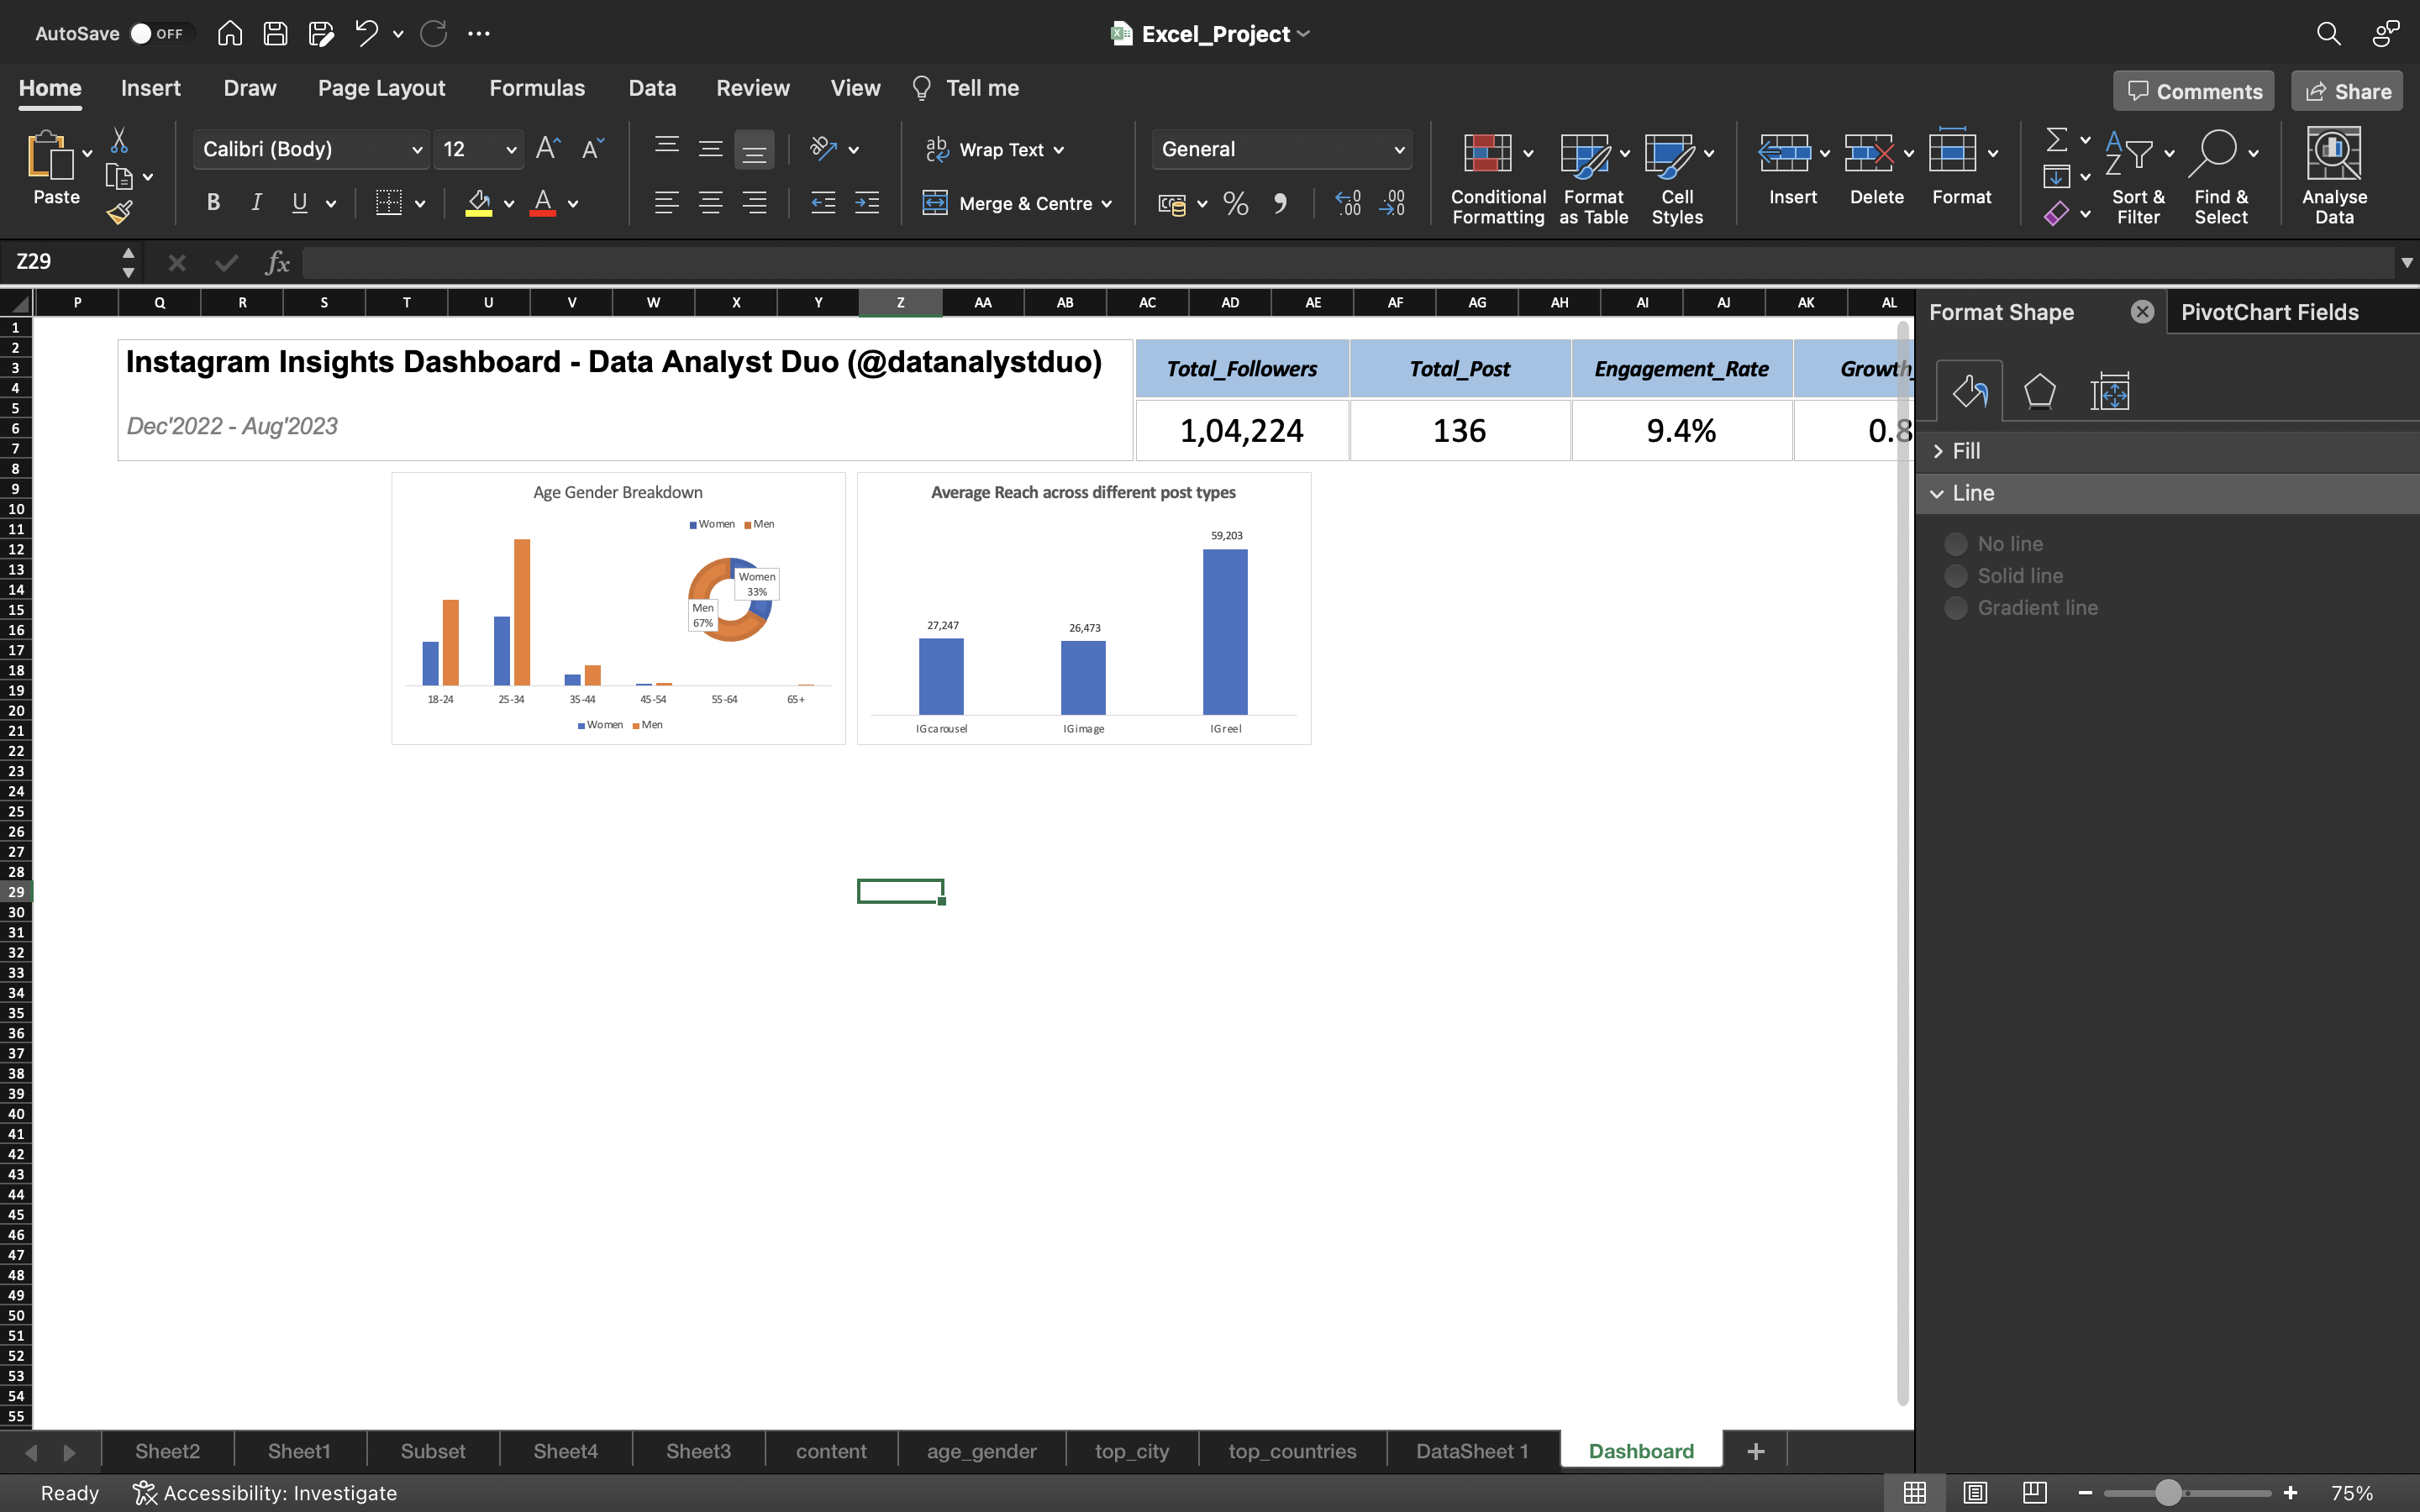 AutoSave OFF Excel_Project
Home Insert Draw Page Layout Formulas Data Review View Tell me Comments Share
Paste Calibri (Body) 12 Wrap Text General Conditional Formatting Format as Table Cell Styles Insert Delete Format Sort & Filter Find & Select Analyse Data
B I U Merge & Centre
Z29 fx
P Q R S T U V W X Y Z AA AB AC AD AE AF AG AH AI AJ AK AL
Format Shape PivotChart Fields
Instagram Insights Dashboard - Data Analyst Duo (@datanalystduo)
Dec'2022 - Aug'2023
Total_Followers Total_Post Engagement_Rate Growth_
1,04,224 136 9.4% 0.8
Fill
Line
No line
Solid line
Gradient line
Age Gender Breakdown
Women Men
Women
33%
Men
67%
18-24 25-34 35-44 45-54 55-64 65+
Women Men
Average Reach across different post types
59,203
27,247 26,473
IGcarousel IGimage IGreel
1
2
3
4
5
6
7
8
9
10
11
12
13
14
15
16
17
18
19
20
21
22
23
24
25
26
27
28
29
30
31
32
33
34
35
36
37
38
39
40
41
42
43
44
45
46
47
48
49
50
51
52
53
54
55
Sheet2 Sheet1 Subset Sheet4 Sheet3 content age_gender top_city top_countries DataSheet 1 Dashboard +
Ready Accessibility: Investigate 75%